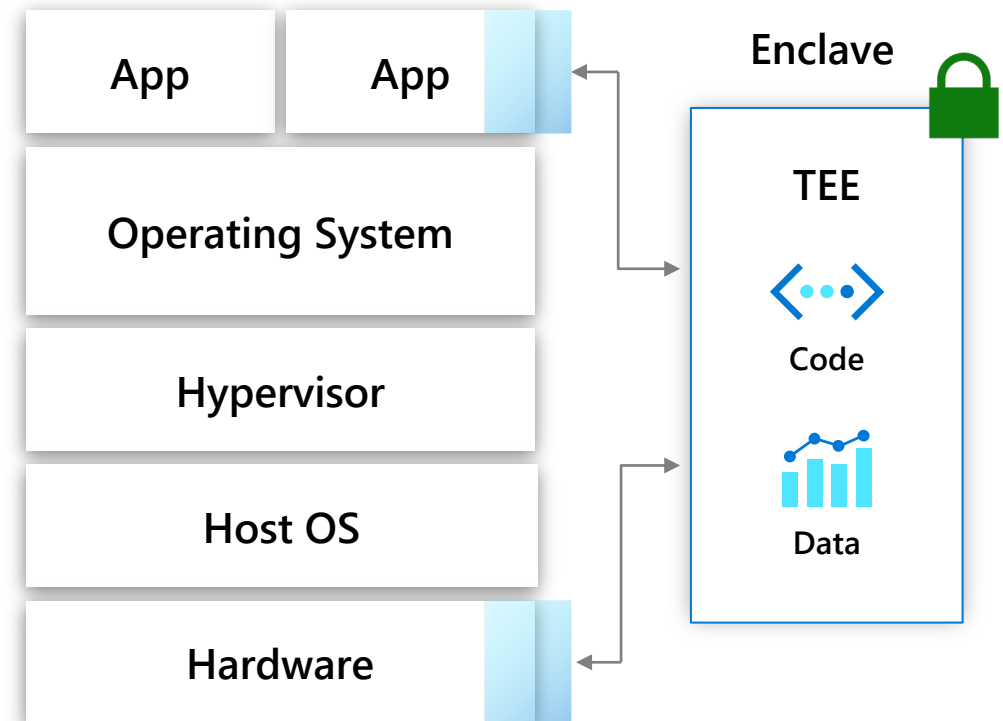 App
App
Operating System
Hypervisor
Host OS
Hardware
Enclave
TEE
Code
Data